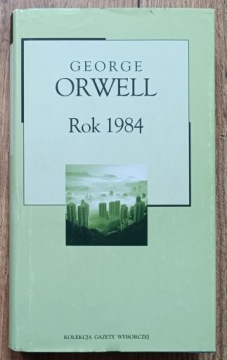 GEORGE
ORWELL
Rok 1984
KOLEKCJA GAZETY WYBORCZEJ